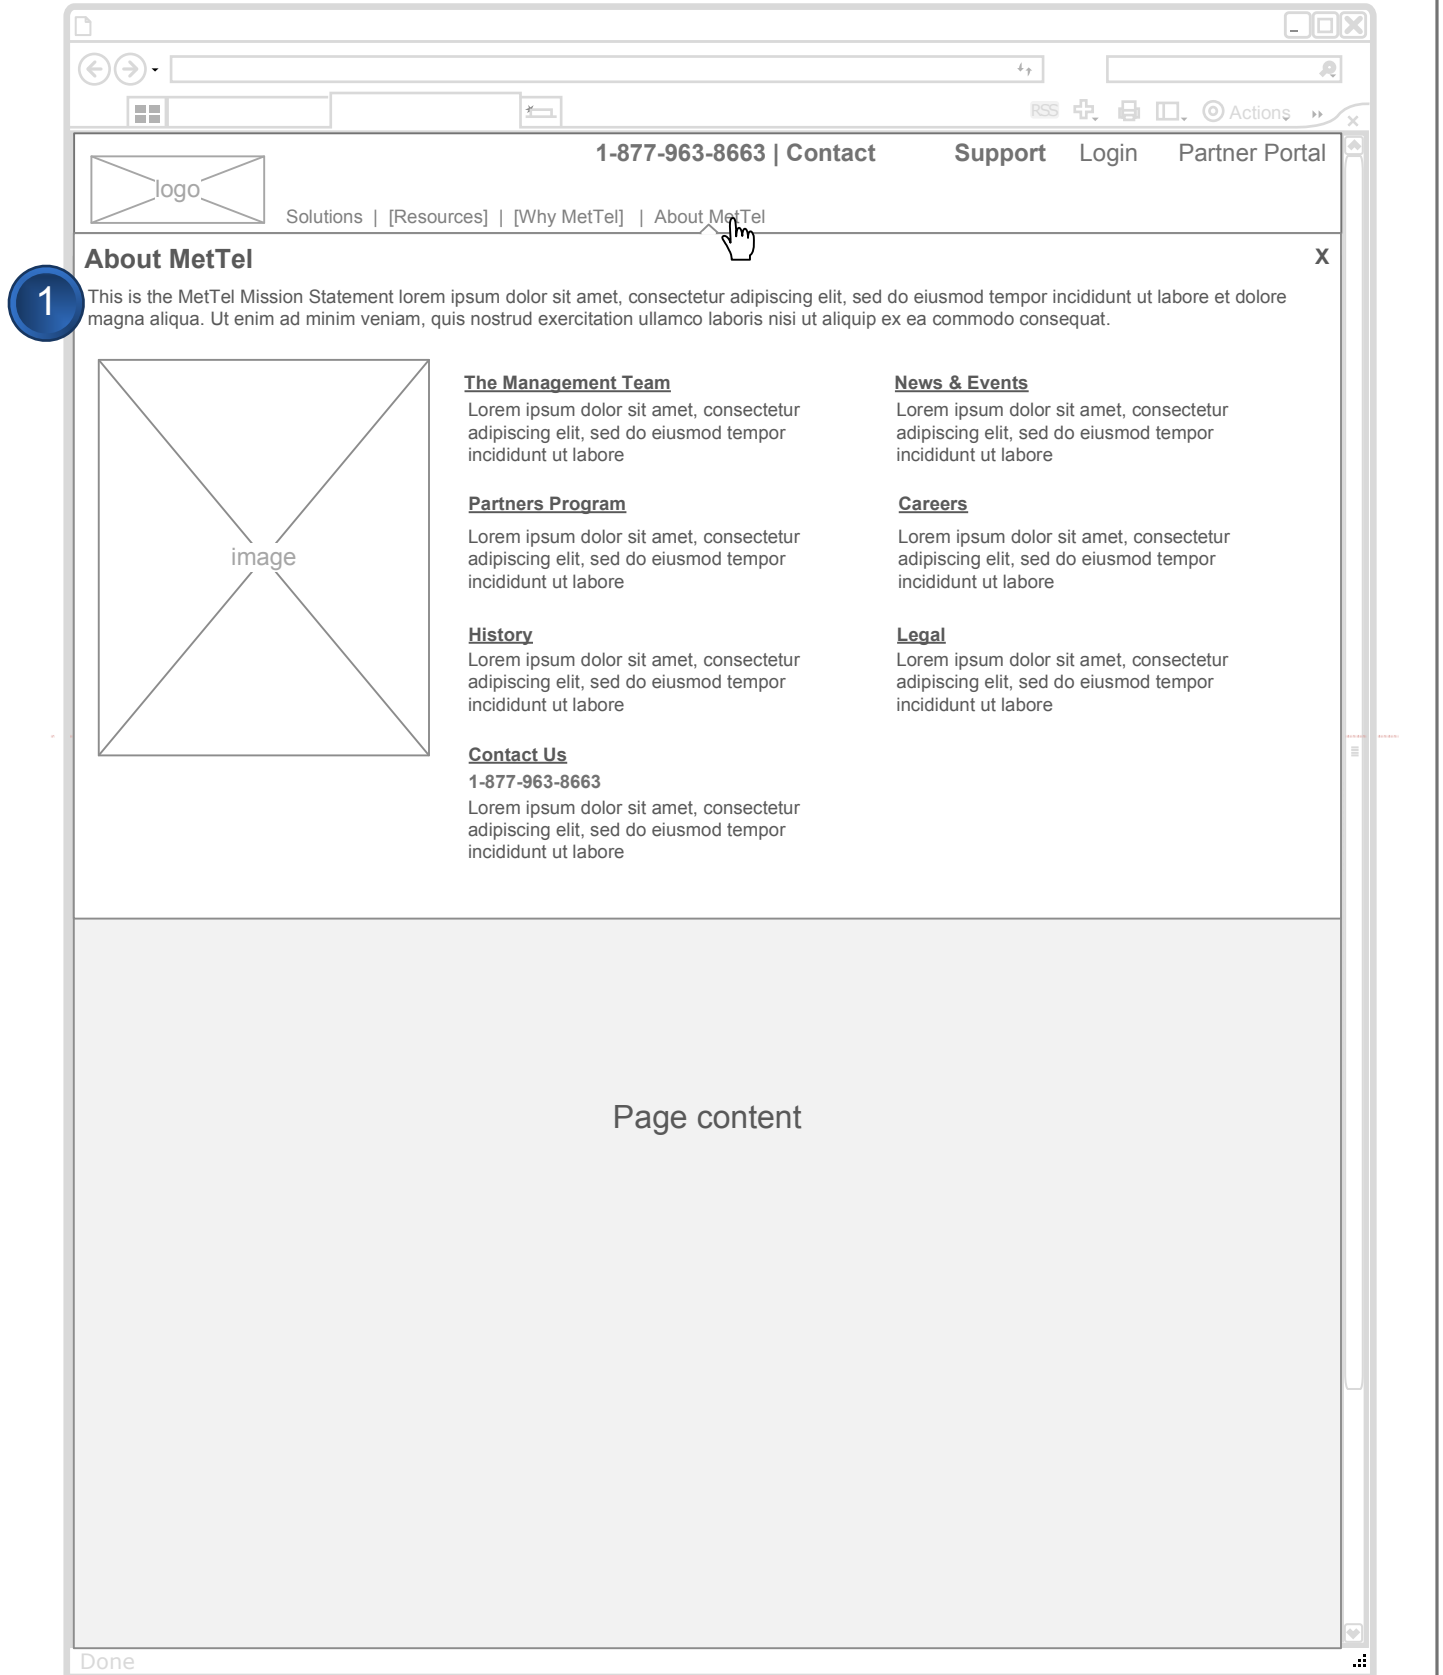 RSS
Actions
1-877-963-8663 | Contact Support Login Partner Portal
logo
Solutions | [Resources] | [Why MetTel] | About MetTel
About MetTel X
1
This is the MetTel Mission Statement lorem ipsum dolor sit amet, consectetur adipiscing elit, sed do eiusmod tempor incididunt ut labore et dolore
magna aliqua. Ut enim ad minim veniam, quis nostrud exercitation ullamco laboris nisi ut aliquip ex ea commodo consequat.
image
The Management Team
Lorem ipsum dolor sit amet, consectetur
adipiscing elit, sed do eiusmod tempor
incididunt ut labore
News & Events
Lorem ipsum dolor sit amet, consectetur
adipiscing elit, sed do eiusmod tempor
incididunt ut labore
Partners Program
Lorem ipsum dolor sit amet, consectetur
adipiscing elit, sed do eiusmod tempor
incididunt ut labore
Careers
Lorem ipsum dolor sit amet, consectetur
adipiscing elit, sed do eiusmod tempor
incididunt ut labore
History
Lorem ipsum dolor sit amet, consectetur
adipiscing elit, sed do eiusmod tempor
incididunt ut labore
Legal
Lorem ipsum dolor sit amet, consectetur
adipiscing elit, sed do eiusmod tempor
incididunt ut labore
Contact Us
1-877-963-8663
Lorem ipsum dolor sit amet, consectetur
adipiscing elit, sed do eiusmod tempor
incididunt ut labore
Page content
Done